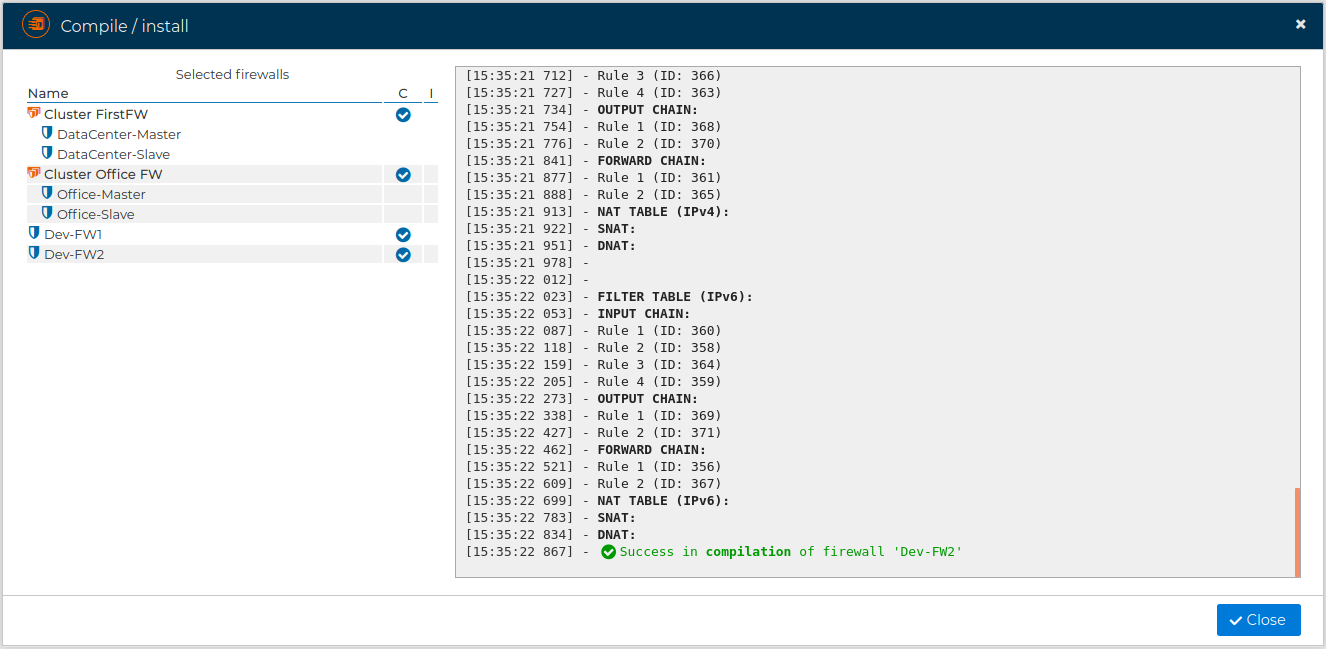 Compile / install
Selected firewalls
Name C I
Cluster FirstFW
DataCenter-Master
DataCenter-Slave
Cluster Office FW
Office-Master
Office-Slave
Dev-FW1
Dev-FW2
[15:35:21 712] - Rule 3 (ID: 366)
[15:35:21 727] - Rule 4 (ID: 363)
[15:35:21 734] - OUTPUT CHAIN:
[15:35:21 754] - Rule 1 (ID: 368)
[15:35:21 776] - Rule 2 (ID: 370)
[15:35:21 841] - FORWARD CHAIN:
[15:35:21 877] - Rule 1 (ID: 361)
[15:35:21 888] - Rule 2 (ID: 365)
[15:35:21 913] - NAT TABLE (IPv4):
[15:35:21 922] - SNAT:
[15:35:21 951] - DNAT:
[15:35:21 978] -
[15:35:22 012] -
[15:35:22 023] - FILTER TABLE (IPv6):
[15:35:22 053] - INPUT CHAIN:
[15:35:22 087] - Rule 1 (ID: 360)
[15:35:22 118] - Rule 2 (ID: 358)
[15:35:22 159] - Rule 3 (ID: 364)
[15:35:22 205] - Rule 4 (ID: 359)
[15:35:22 273] - OUTPUT CHAIN:
[15:35:22 338] - Rule 1 (ID: 369)
[15:35:22 427] - Rule 2 (ID: 371)
[15:35:22 462] - FORWARD CHAIN:
[15:35:22 521] - Rule 1 (ID: 356)
[15:35:22 609] - Rule 2 (ID: 367)
[15:35:22 699] - NAT TABLE (IPv6):
[15:35:22 783] - SNAT:
[15:35:22 834] - DNAT:
[15:35:22 867] - Success in compilation of firewall 'Dev-FW2'
Close